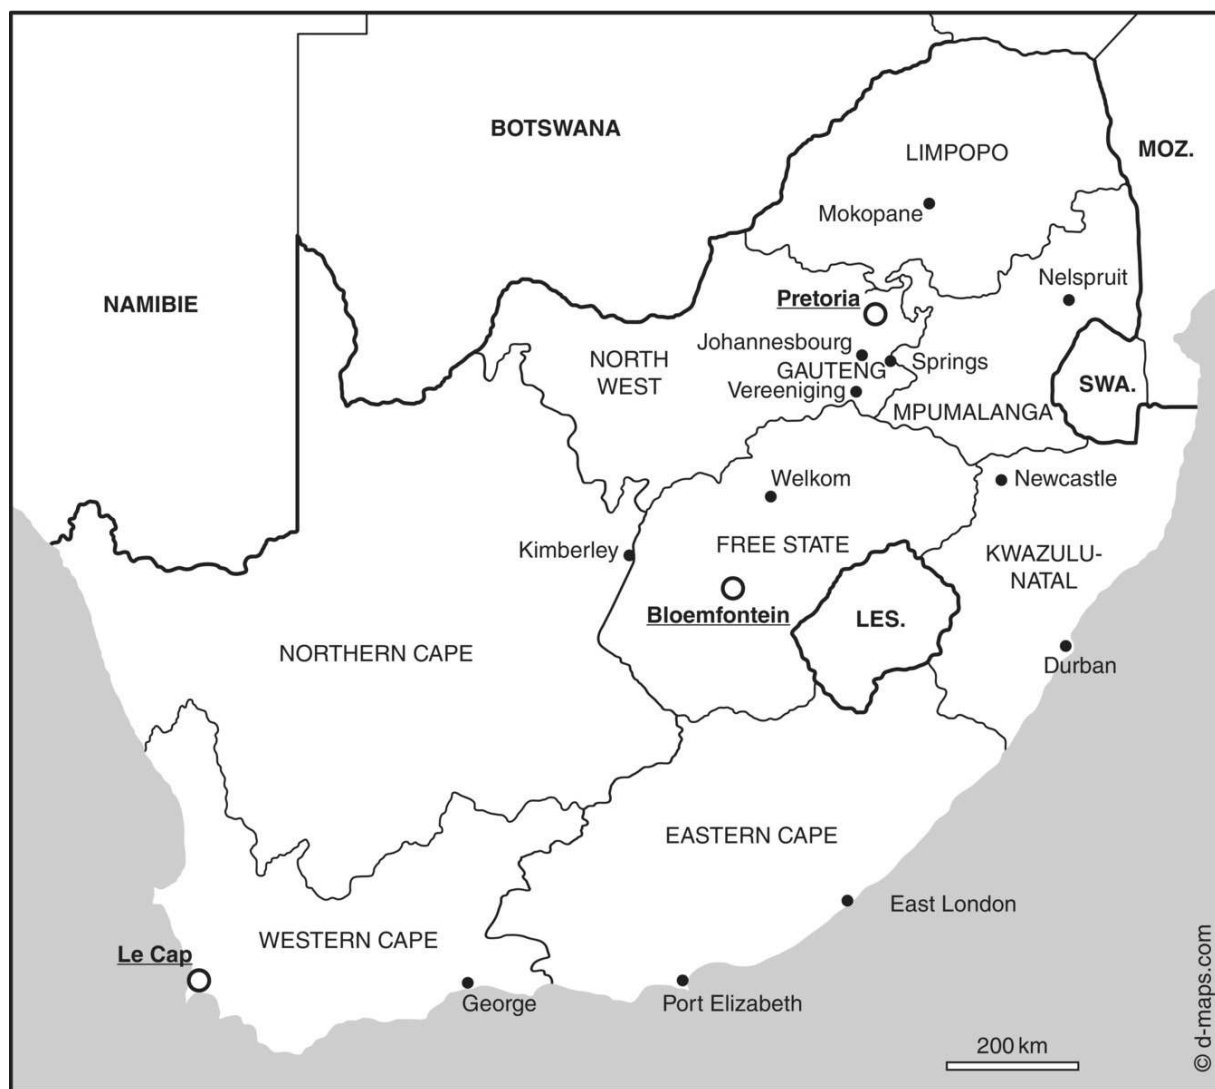 BOTSWANA
LIMPOPO
MOZ.
Mokopane
NAMIBIE
Nelspruit
Pretoria
Johannesbourg
NORTH
WEST
GAUTENG
Springs
SWA.
Vereeniging
MPUMALANGA
Welkom
Newcastle
Kimberley
FREE STATE
KWAZULU-
NATAL
Bloemfontein
LES.
NORTHERN CAPE
Durban
EASTERN CAPE
East London
WESTERN CAPE
Le Cap
George
Port Elizabeth
200 km
© d-maps.com